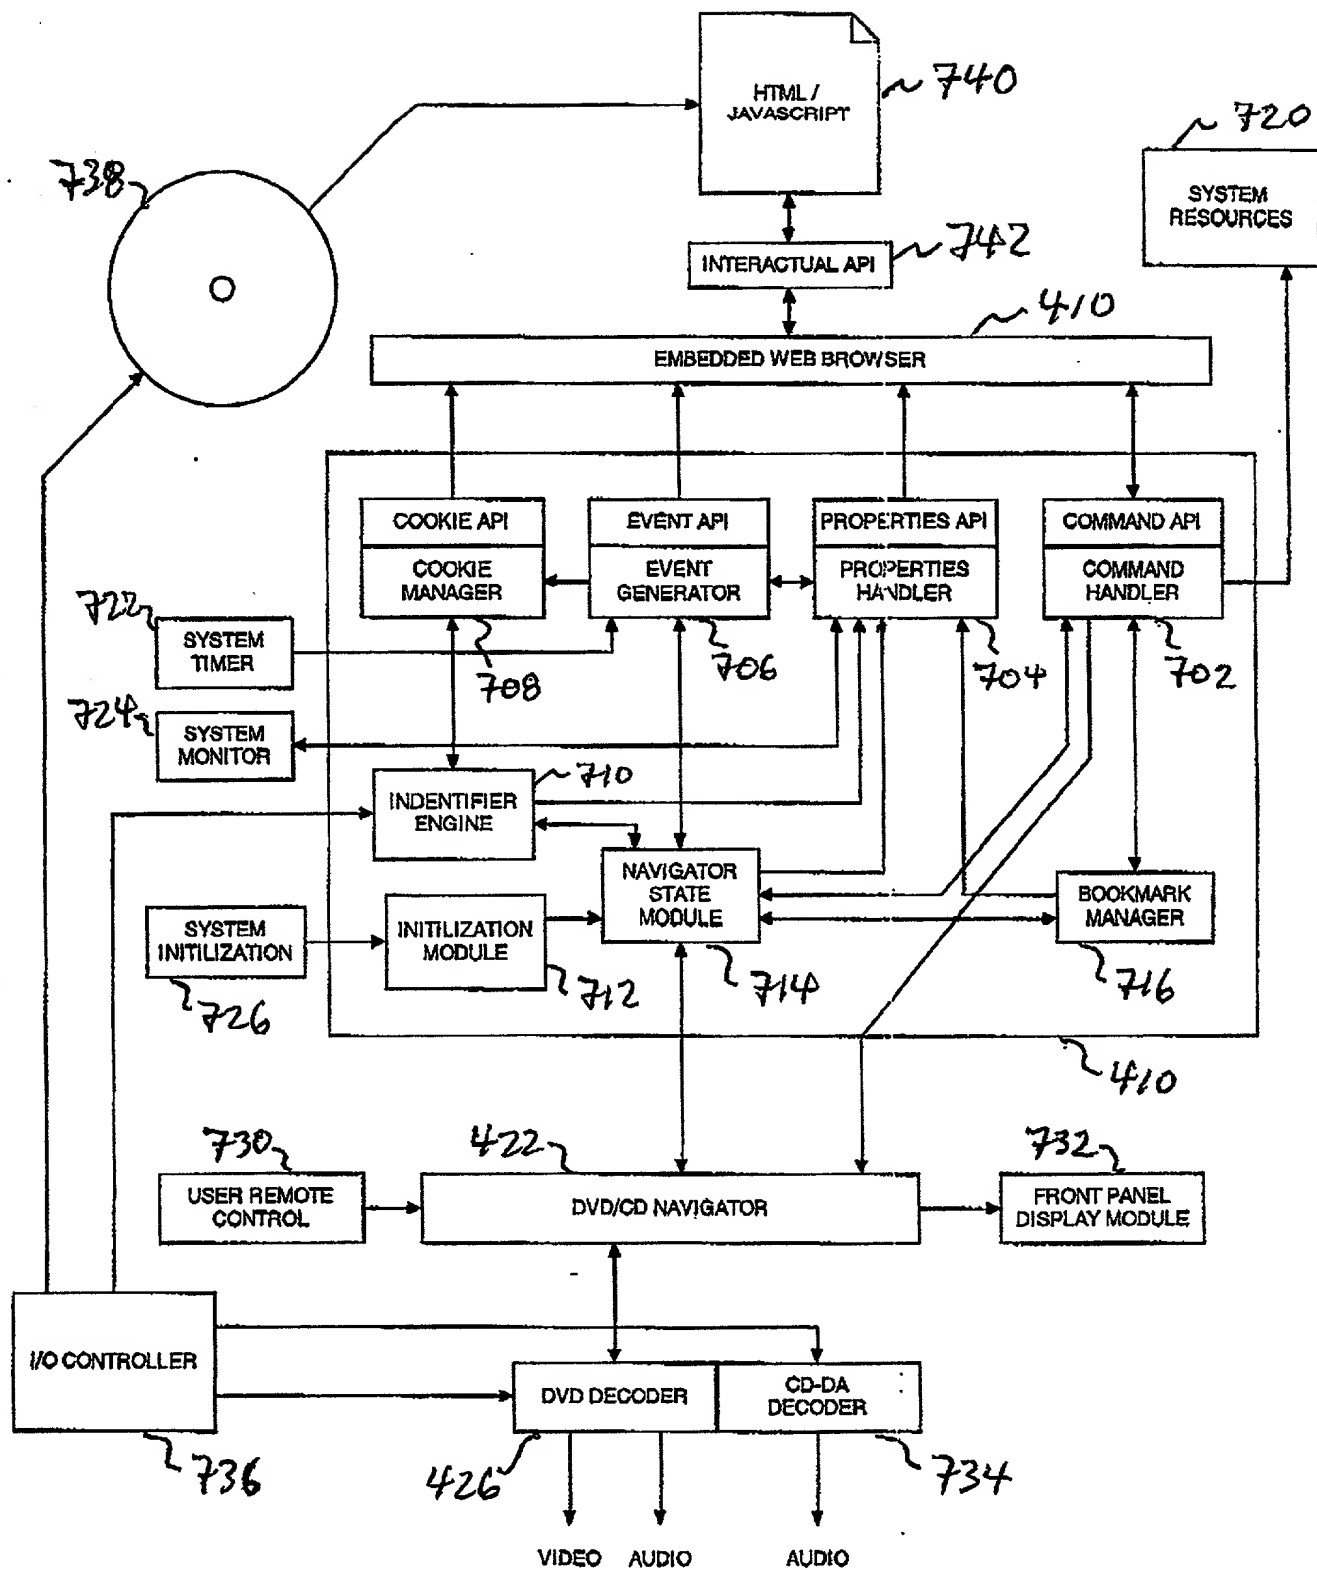 HTML /
JAVASCRIPT
740
720
SYSTEM
RESOURCES
738
INTERACTUAL API
742
410
EMBEDDED WEB BROWSER
COOKIE API
EVENT API
PROPERTIES API
COMMAND API
COOKIE
MANAGER
EVENT
GENERATOR
PROPERTIES
HANDLER
COMMAND
HANDLER
722
SYSTEM
TIMER
708
706
704
702
724
SYSTEM
MONITOR
710
INDENTIFIER
ENGINE
NAVIGATOR
STATE
MODULE
BOOKMARK
MANAGER
SYSTEM
INITILIZATION
INITILIZATION
MODULE
726
712
714
716
410
730
422
732
USER REMOTE
CONTROL
DVD/CD NAVIGATOR
FRONT PANEL
DISPLAY MODULE
I/O CONTROLLER
DVD DECODER
CD-DA
DECODER
736
426
734
VIDEO
AUDIO
AUDIO